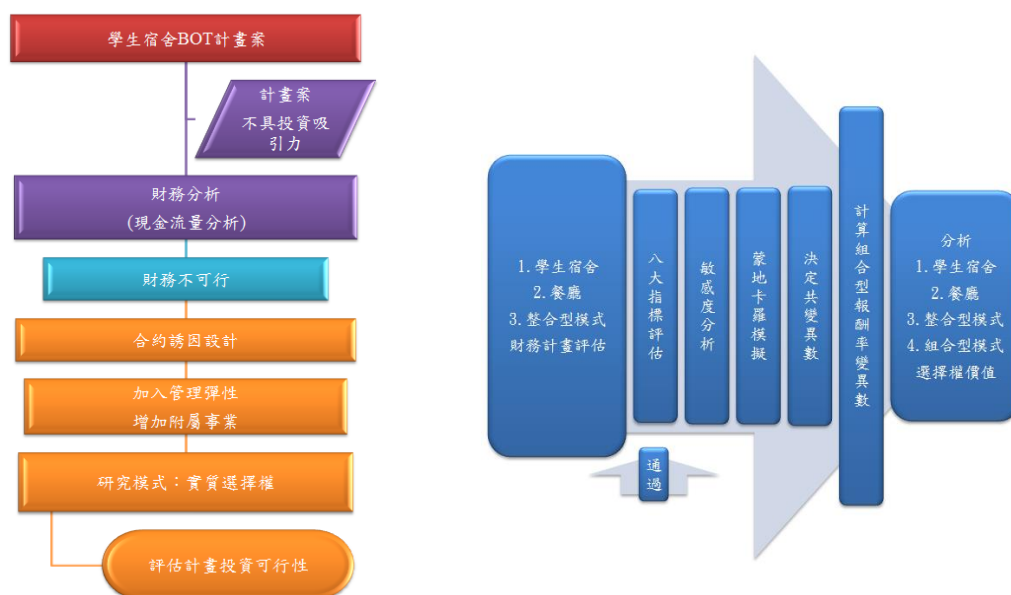 學生宿舍BOT計畫案
計畫案
不具投資吸
引力
財務分析
(現金流量分析)
財務不可行
合約誘因設計
加入管理彈性
增加附屬事業
研究模式：實質選擇權
評估計畫投資可行性
1.學生宿舍
2.餐廳
3.整合型模式
財務計畫評估
八大指標評估
通過
敏感度分析
蒙地卡羅模擬
決定共變異數
計算組合型報酬率變異數
分析
1.學生宿舍
2.餐廳
3.整合型模式
4.組合型模式
選擇權價值